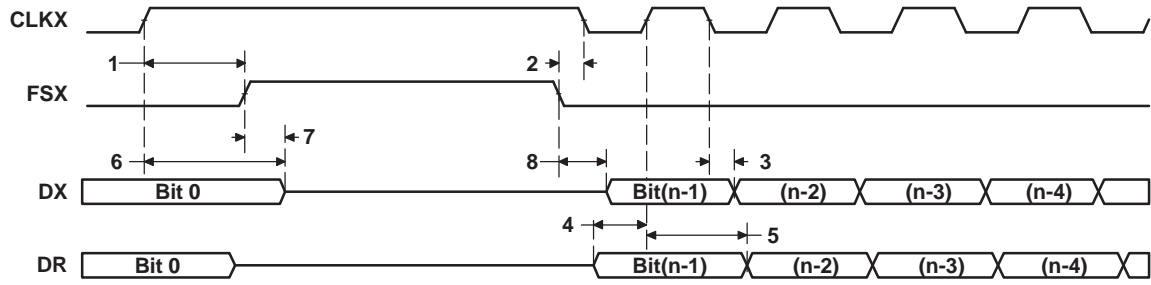 CLKX
1 2
FSX
7
6 8 3
DX Bit 0 Bit(n-1) (n-2) (n-3) (n-4)
4 5
DR Bit 0 Bit(n-1) (n-2) (n-3) (n-4)